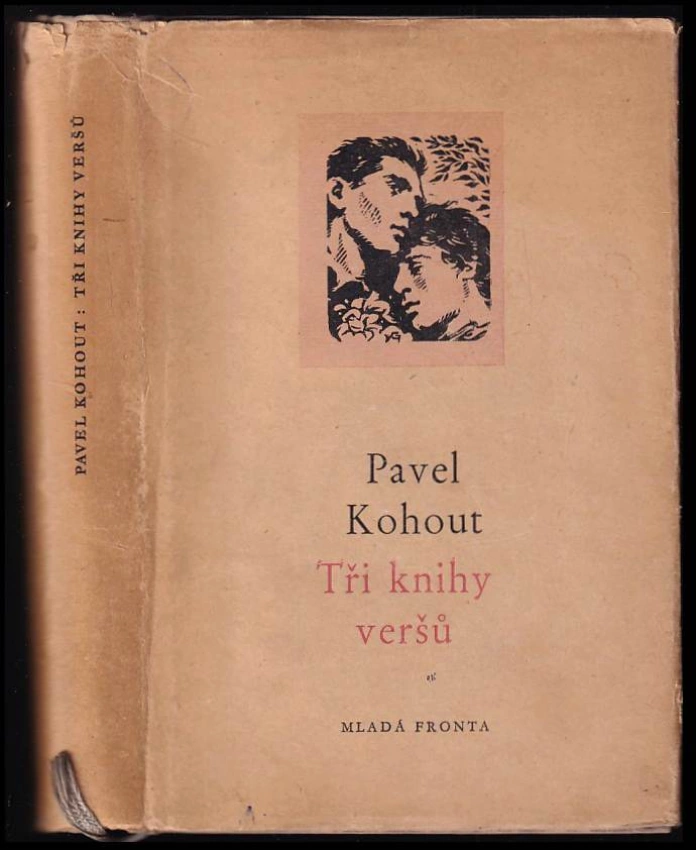 PAVEL KOHOUT: TŘI KNIHY VERŠŮ
Pavel
Kohout
Tři knihy
veršů
MLADÁ FRONTA